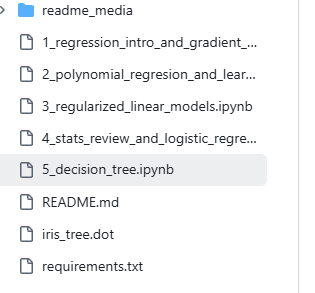 readme_media
1_regression_intro_and_gradient_...
2_polynomial_regresion_and_lear...
3_regularized_linear_models.ipynb
4_stats_review_and_logistic_regre...
5_decision_tree.ipynb
README.md
iris_tree.dot
requirements.txt